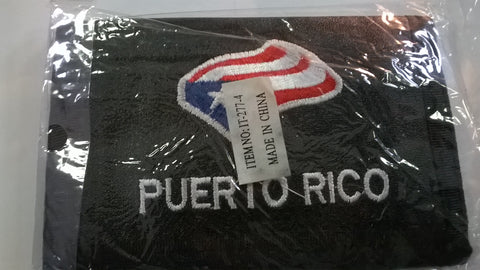 ITEM NO: IT-277-4
MADE IN CHINA
PUERTO RICO